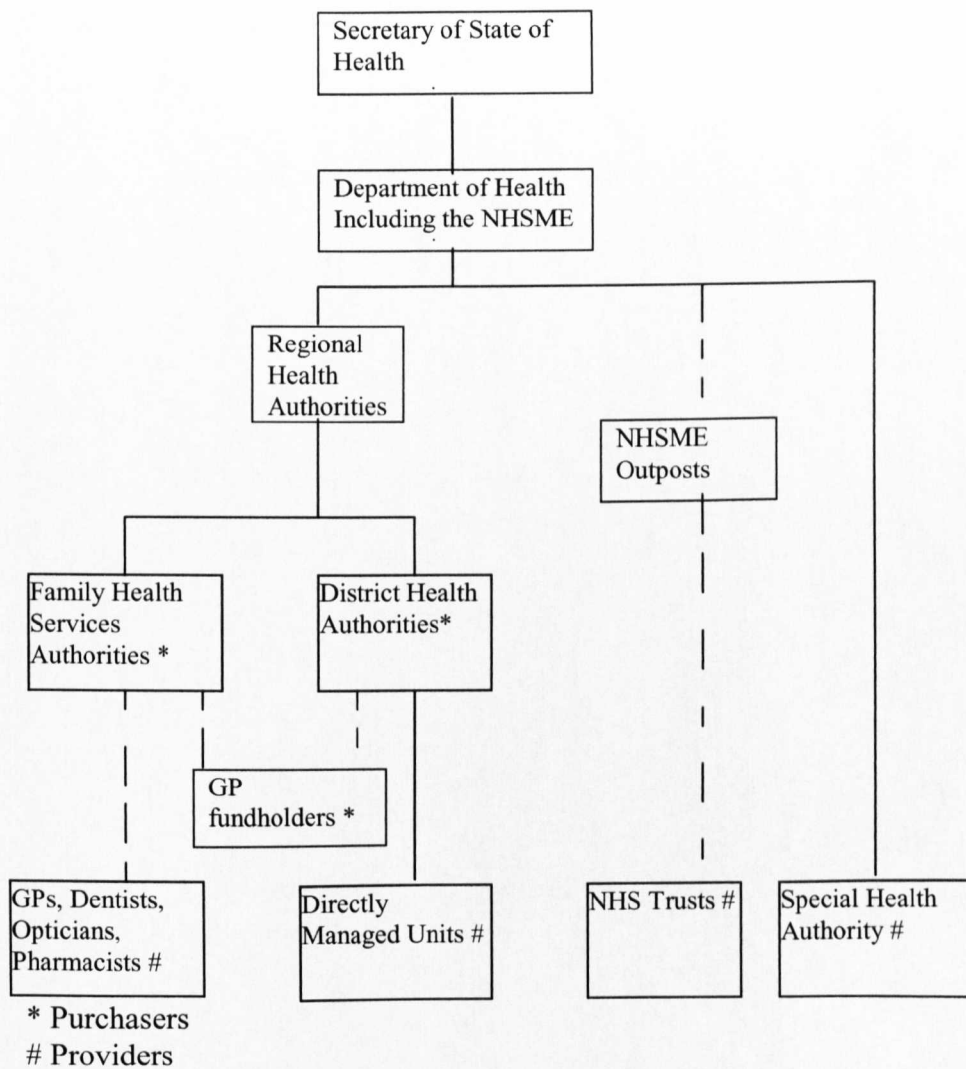 Secretary of State of
Health
Department of Health
Including the NHSME
Regional
Health
Authorities
NHSME
Outposts
Family Health
Services
Authorities *
District Health
Authorities*
GP
fundholders *
GPs, Dentists,
Opticians,
Pharmacists #
Directly
Managed Units #
NHS Trusts #
Special Health
Authority #
* Purchasers
# Providers